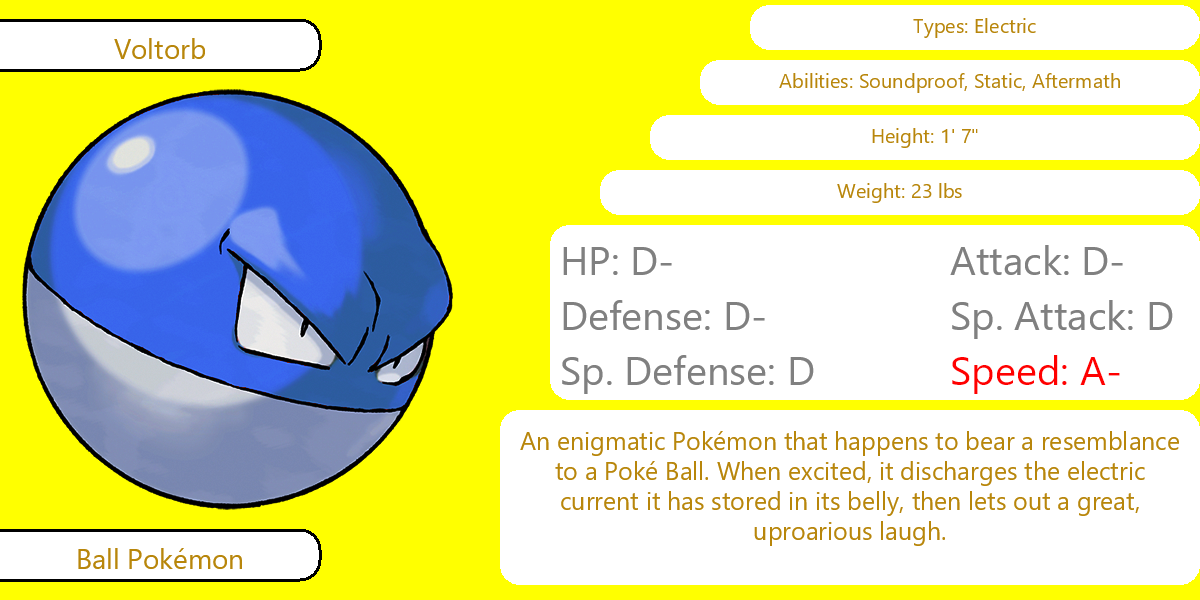 Voltorb
Types: Electric
Abilities: Soundproof, Static, Aftermath
Height: 1' 7"
Weight: 23 lbs
HP: D-
Attack: D-
Defense: D-
Sp. Attack: D
Sp. Defense: D
Speed: A-
An enigmatic Pokémon that happens to bear a resemblance
to a Poké Ball. When excited, it discharges the electric
current it has stored in its belly, then lets out a great,
uproarious laugh.
Ball Pokémon